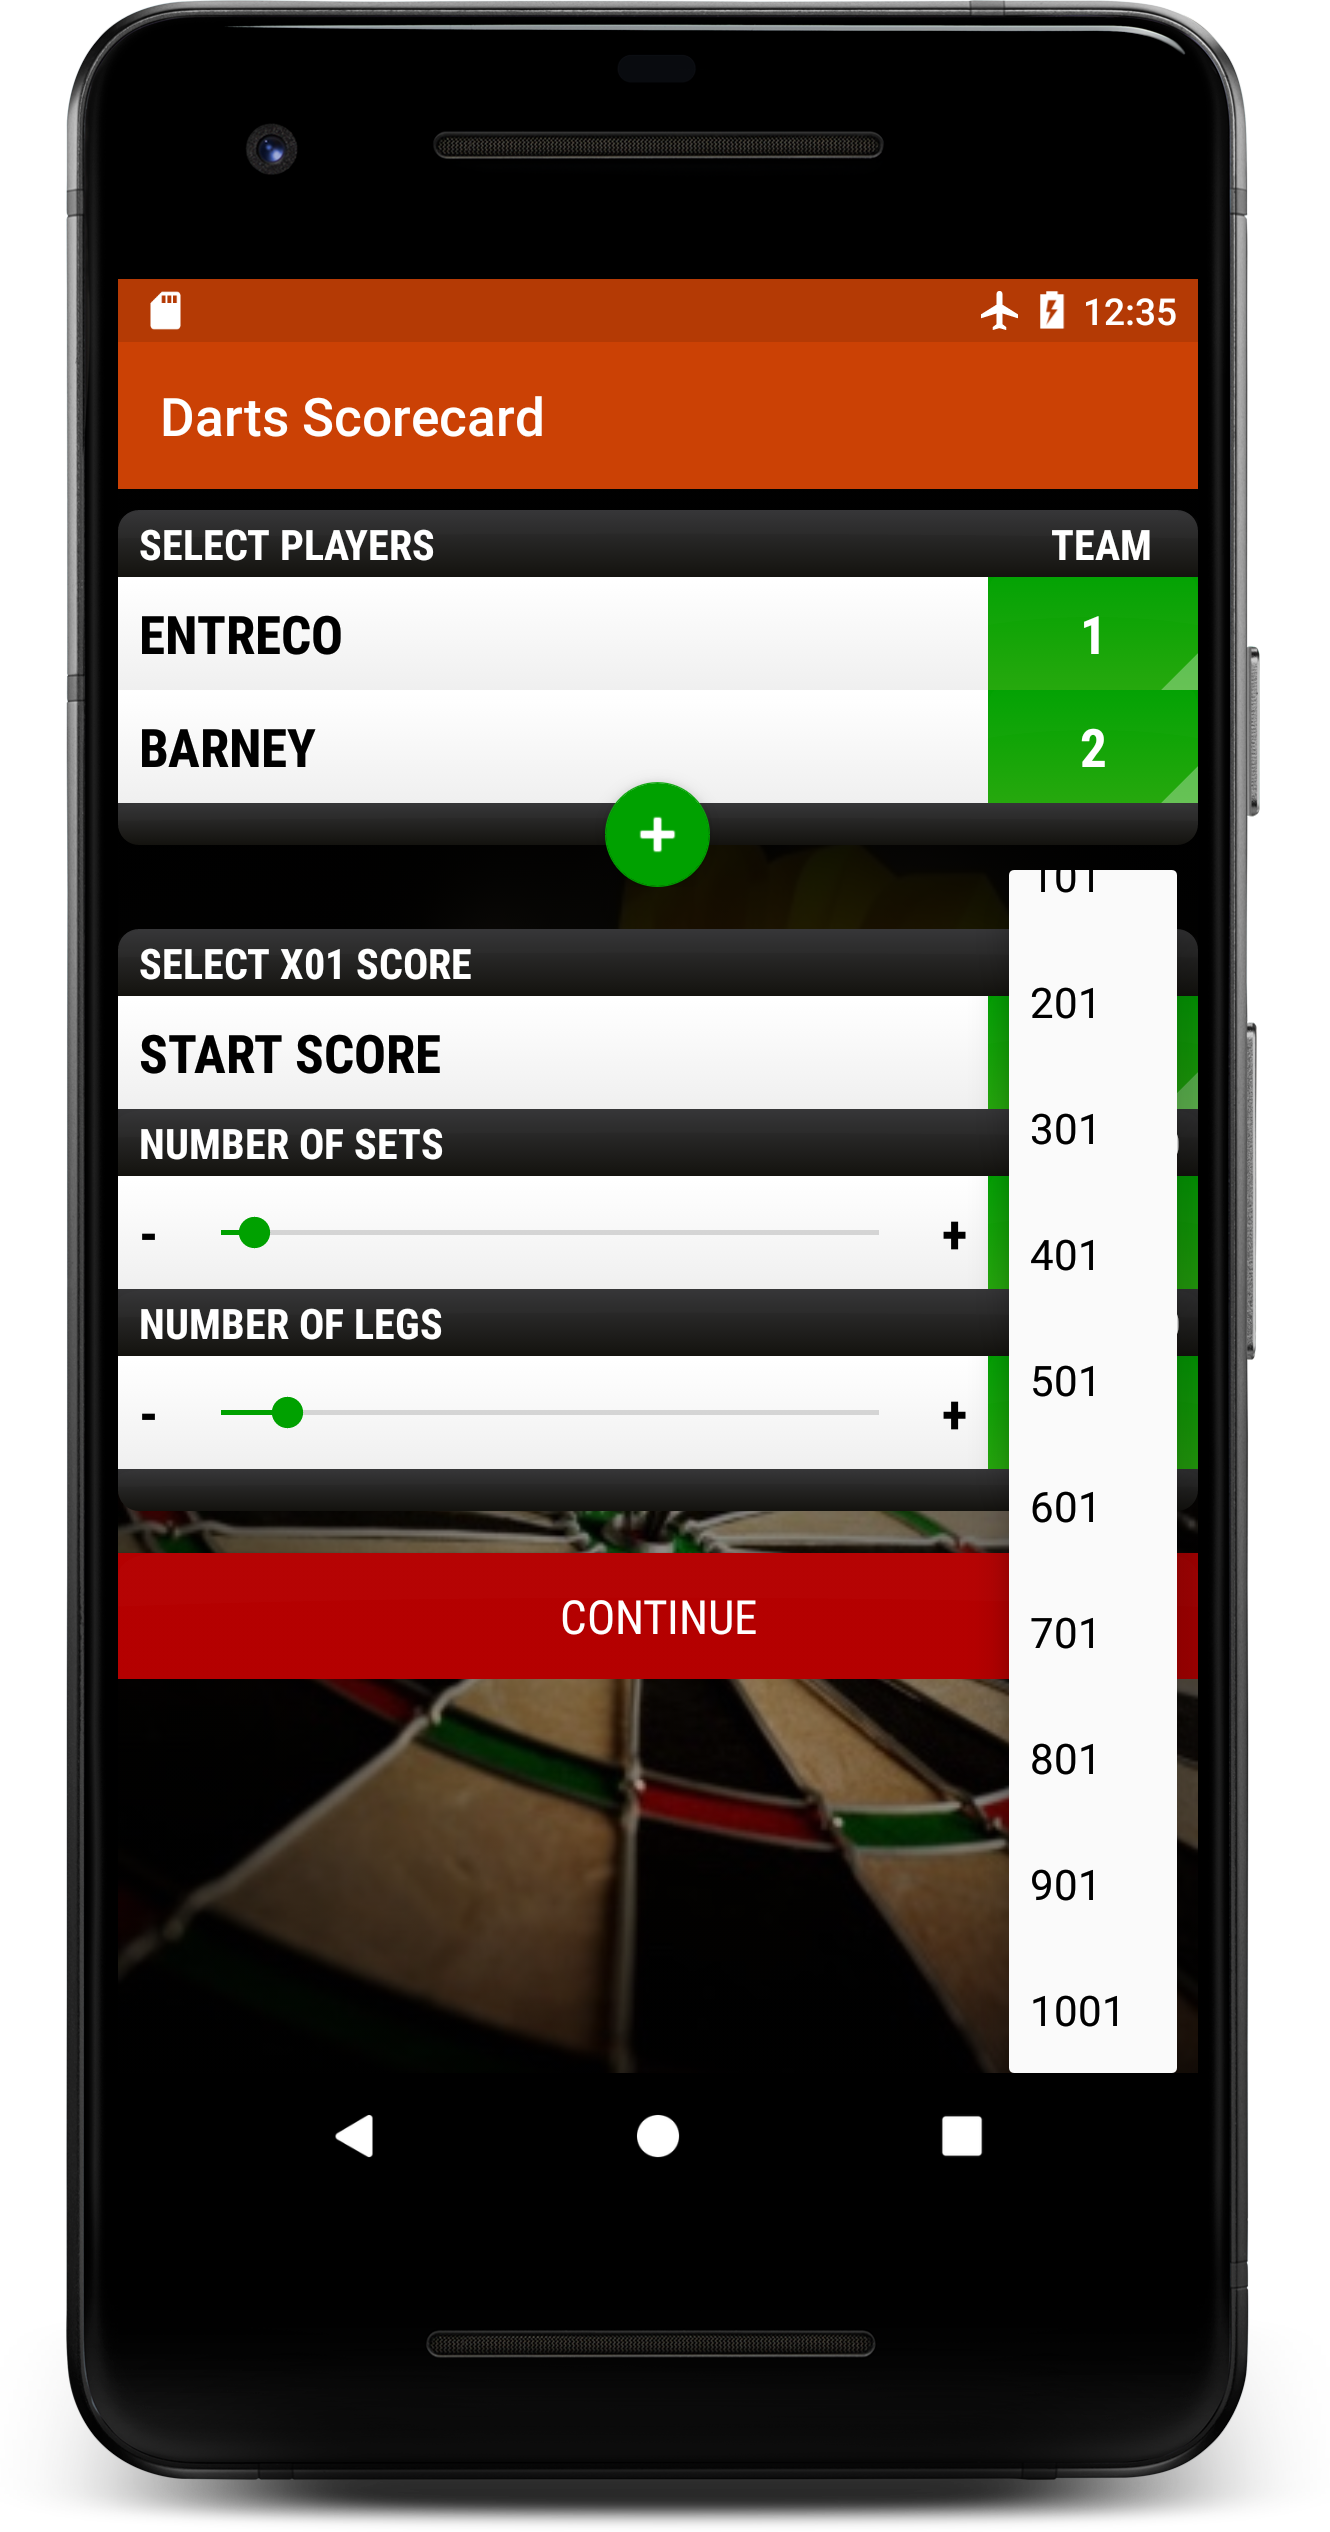 12:35
Darts Scorecard
SELECT PLAYERS TEAM
ENTRECO 1
BARNEY 2
+
101
SELECT X01 SCORE
201
START SCORE
301
NUMBER OF SETS
- +
401
NUMBER OF LEGS
501
- +
601
CONTINUE
701
801
901
1001